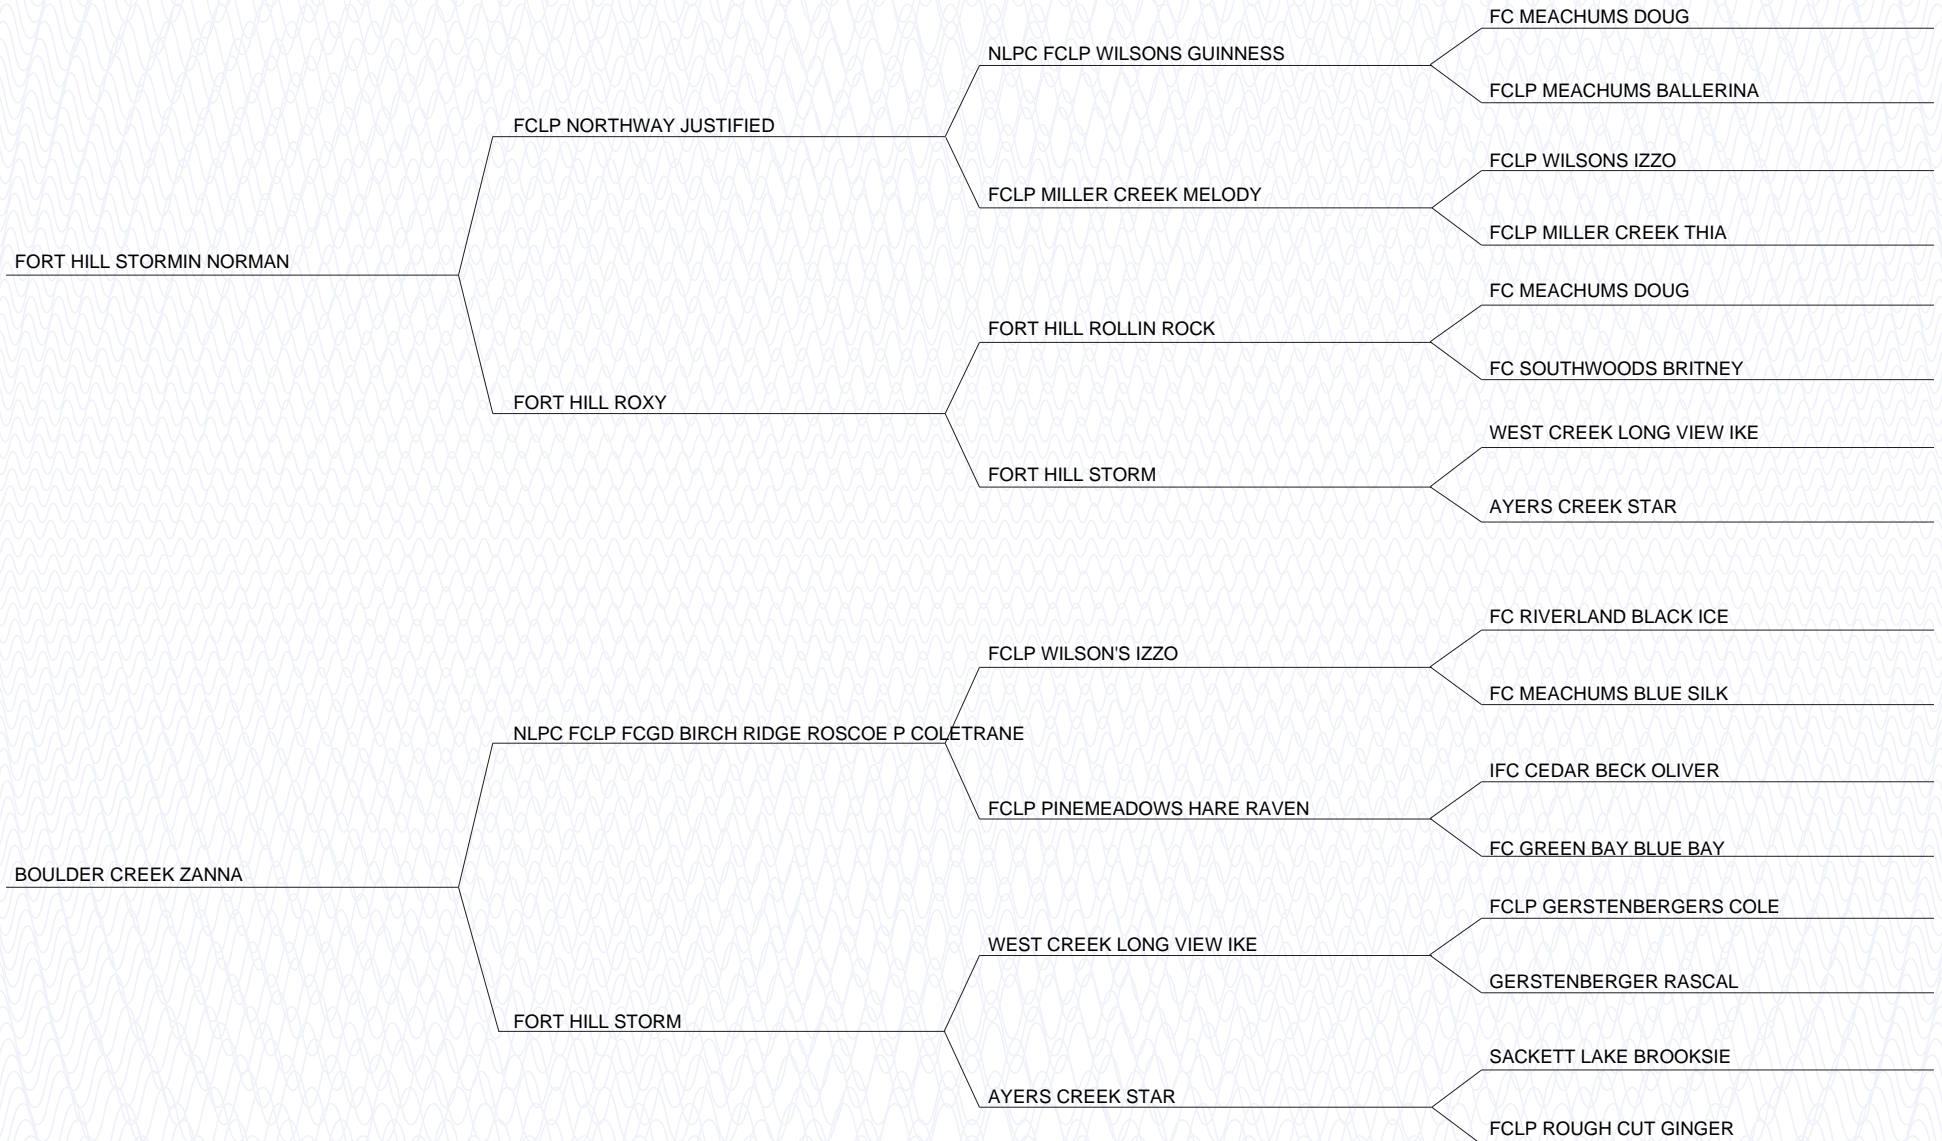 FC MEACHUMS DOUG
NLPC FCLP WILSONS GUINNESS
FCLP MEACHUMS BALLERINA
FCLP NORTHWAY JUSTIFIED
FCLP WILSONS IZZO
FCLP MILLER CREEK MELODY
FCLP MILLER CREEK THIA
FORT HILL STORMIN NORMAN
FC MEACHUMS DOUG
FORT HILL ROLLIN ROCK
FC SOUTHWOODS BRITNEY
FORT HILL ROXY
WEST CREEK LONG VIEW IKE
FORT HILL STORM
AYERS CREEK STAR
FC RIVERLAND BLACK ICE
FCLP WILSON'S IZZO
FC MEACHUMS BLUE SILK
NLPC FCLP FCGD BIRCH RIDGE ROSCOE P COLETRANE
IFC CEDAR BECK OLIVER
FCLP PINEMEADOWS HARE RAVEN
FC GREEN BAY BLUE BAY
BOULDER CREEK ZANNA
FCLP GERSTENBERGERS COLE
WEST CREEK LONG VIEW IKE
GERSTENBERGER RASCAL
FORT HILL STORM
SACKETT LAKE BROOKSIE
AYERS CREEK STAR
FCLP ROUGH CUT GINGER